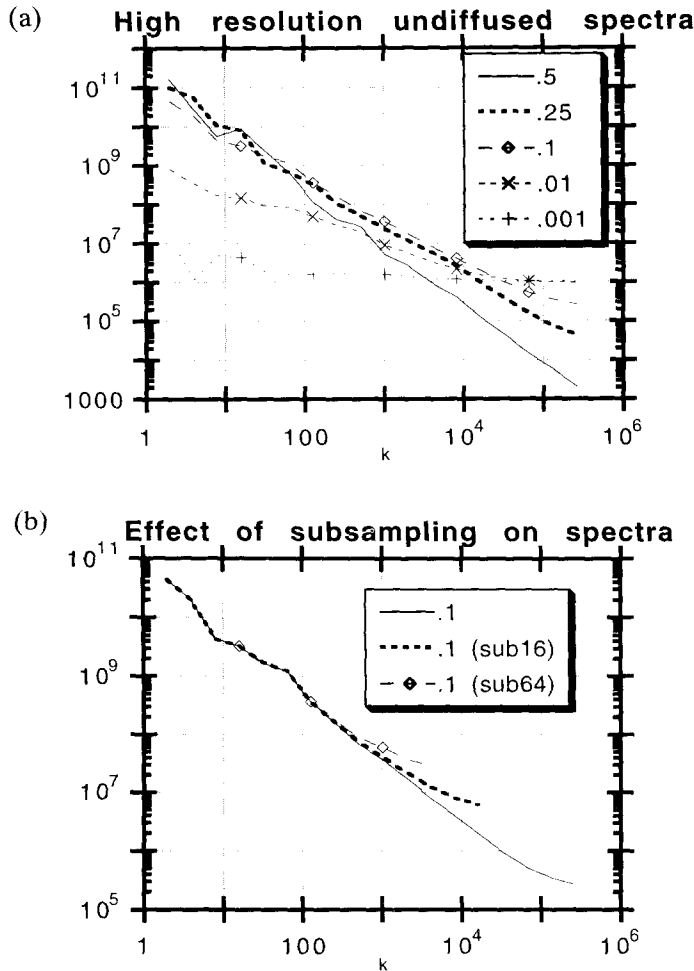 (a)
High resolution undiffused spectra
10^11
10^9
10^7
10^5
1000
1
100
10^4
10^6
k
.5
.25
.1
.01
.001
(b)
Effect of subsampling on spectra
10^11
10^9
10^7
10^5
1
100
10^4
10^6
k
.1
.1 (sub16)
.1 (sub64)